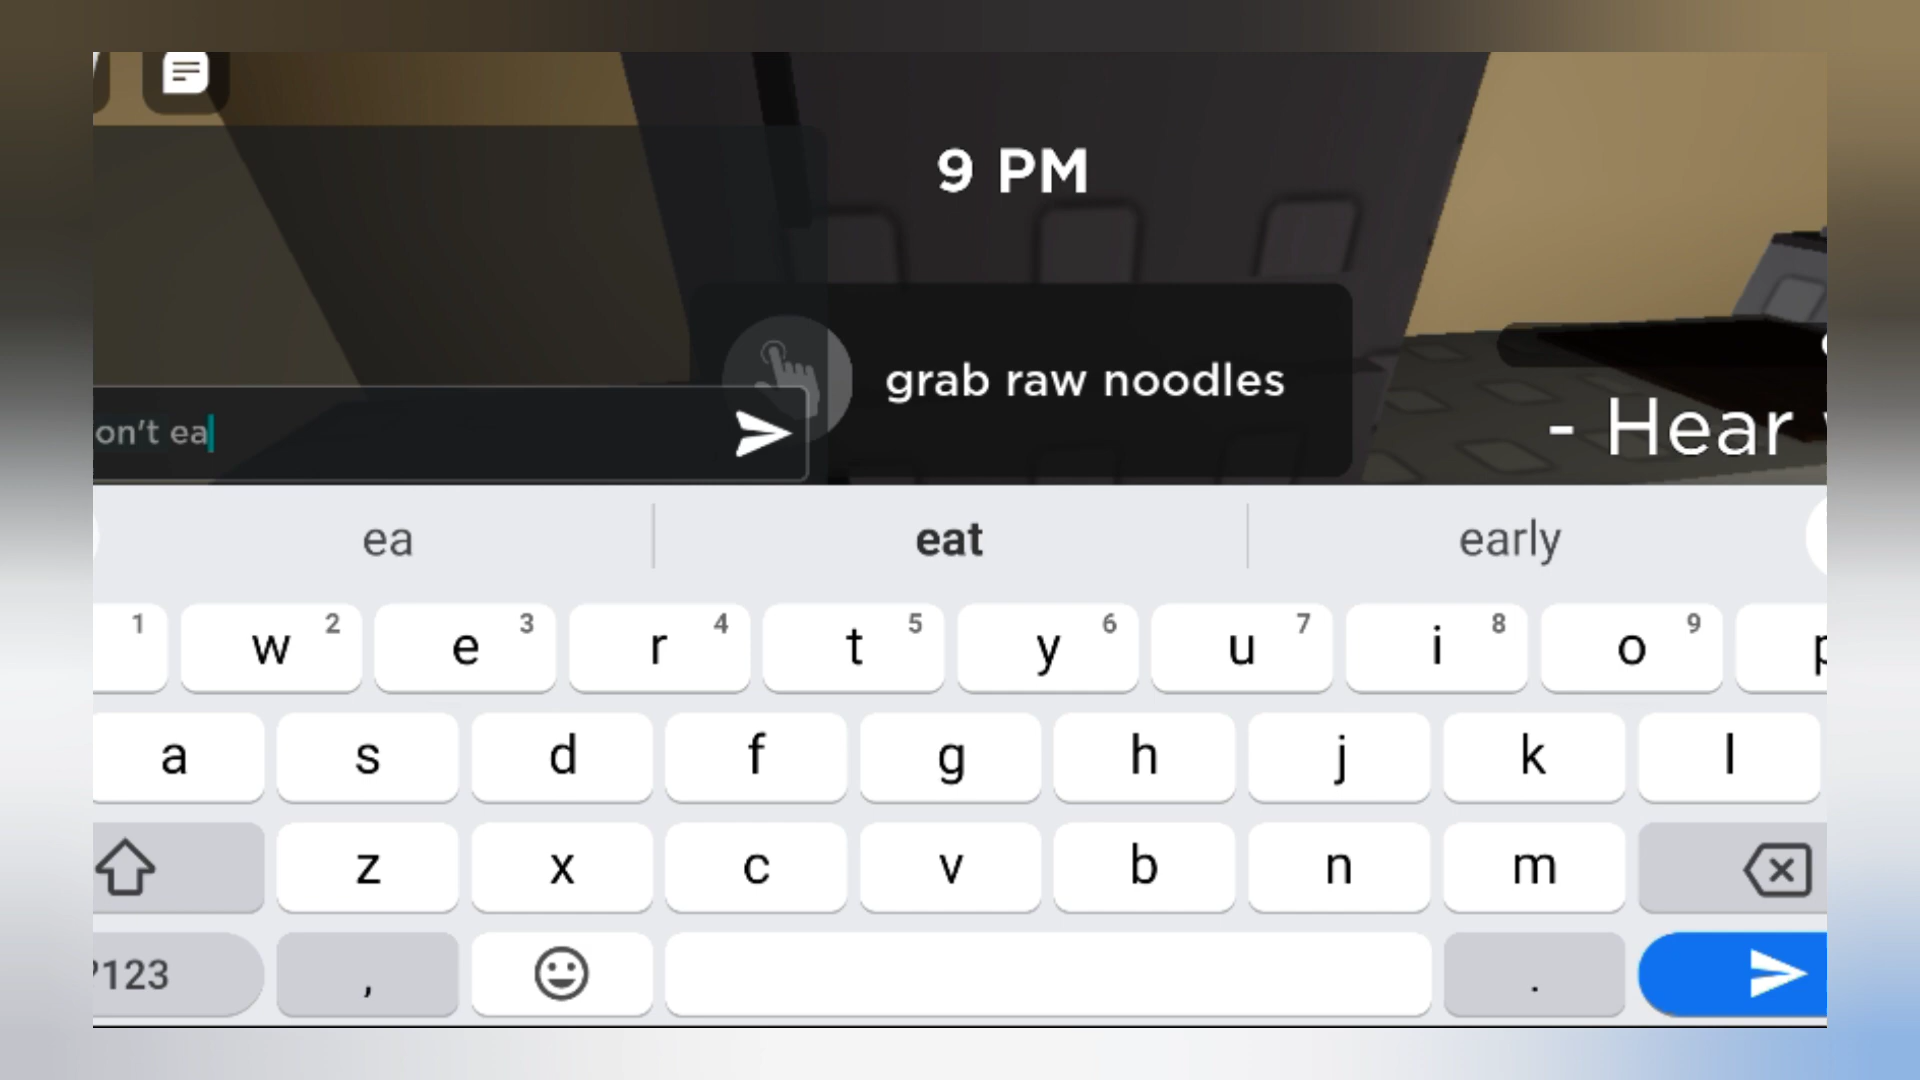 9 PM
grab raw noodles
on't ea
- Hear
ea eat early
1 w 2 e 3 r 4 t 5 y 6 u 7 i 8 o 9 p
a s d f g h j k l
z x c v b n m
?123 , .